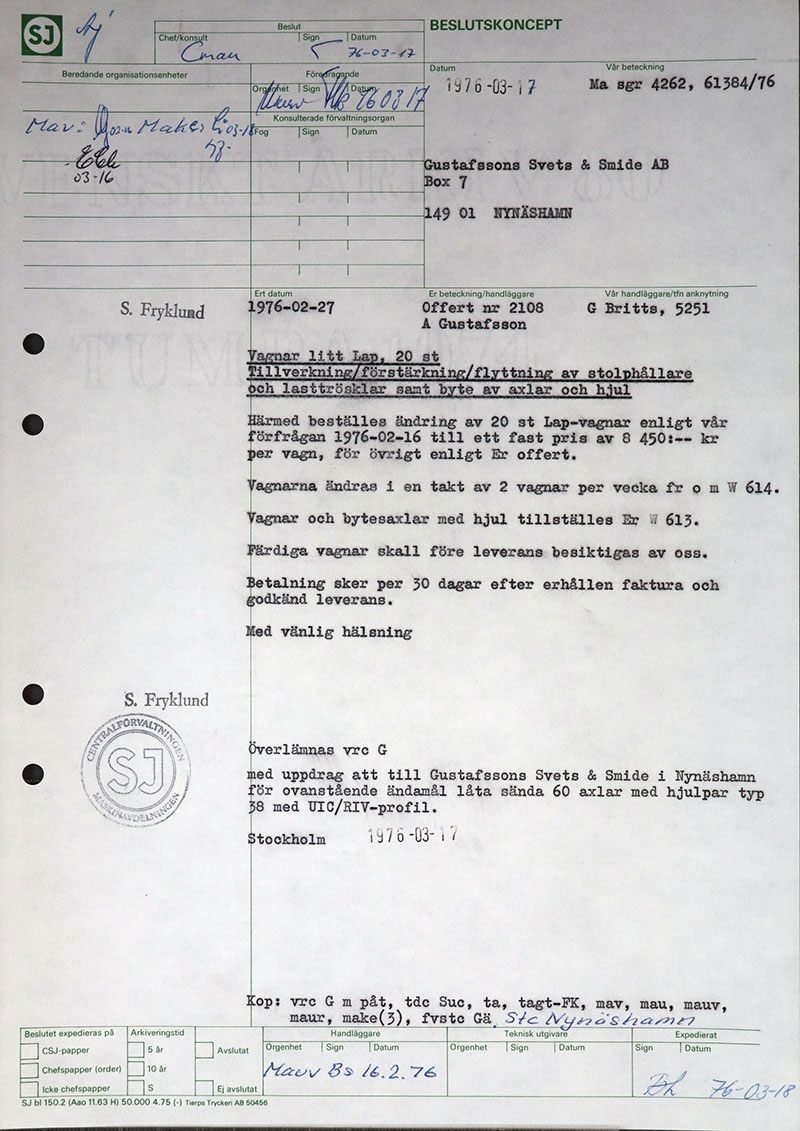 SJ
Beslut
BESLUTSKONCEPT
Chef/konsult Sign Datum
Cman 76-03-17
Datum Vår beteckning
Beredande organisationsenheter Föredragande
1976-03-17 Ma sgr 4262, 61384/76
Orgenhet Sign Datum
Mauv 760317
Konsulterade förvaltningsorgan
Mav: 03-16 Makes 03-18
Fog Sign Datum
03-16
Gustafssons Svets & Smide AB
Box 7
149 01 NYNÄSHAMN
Ert datum Er beteckning/handläggare Vår handläggare/tfn anknytning
S. Fryklund 1976-02-27 Offert nr 2108 G Britts, 5251
A Gustafsson
Vagnar litt Lap, 20 st
Tillverkning/förstärkning/flyttning av stolphållare
och lasttrösklar samt byte av axlar och hjul
Härmed beställes ändring av 20 st Lap-vagnar enligt vår
förfrågan 1976-02-16 till ett fast pris av 8 450:-- kr
per vagn, för övrigt enligt Er offert.
Vagnarna ändras i en takt av 2 vagnar per vecka fr o m W 614.
Vagnar och bytesaxlar med hjul tillställes Er W 613.
Färdiga vagnar skall före leverans besiktigas av oss.
Betalning sker per 30 dagar efter erhållen faktura och
godkänd leverans.
Med vänlig hälsning
S. Fryklund
CENTRALFÖRVALTNINGEN
SJ
MASKINAVDELNINGEN
Överlämnas vrc G
med uppdrag att till Gustafssons Svets & Smide i Nynäshamn
för ovanstående ändamål låta sända 60 axlar med hjulpar typ
38 med UIC/RIV-profil.
Stockholm 1976-03-17
Kop: vrc G m påt, tdc Suc, ta, tagt-FK, mav, mau, mauv,
maur, make(3), fvstc Gä, Stc Nynäshamn
Beslutet expedieras på Arkiveringstid Handläggare Teknisk utgivare Expedierat
CSJ-papper 5 år Avslutat Orgenhet Sign Datum Orgenhet Sign Datum Sign Datum
Chefspapper (order) 10 år
Mauv Bs 16.2.76
Icke chefspapper S Ej avslutat
76-03-18
SJ bl 150.2 (Aao 11.63 H) 50.000 4.75 (-) Tierps Tryckeri AB 50456